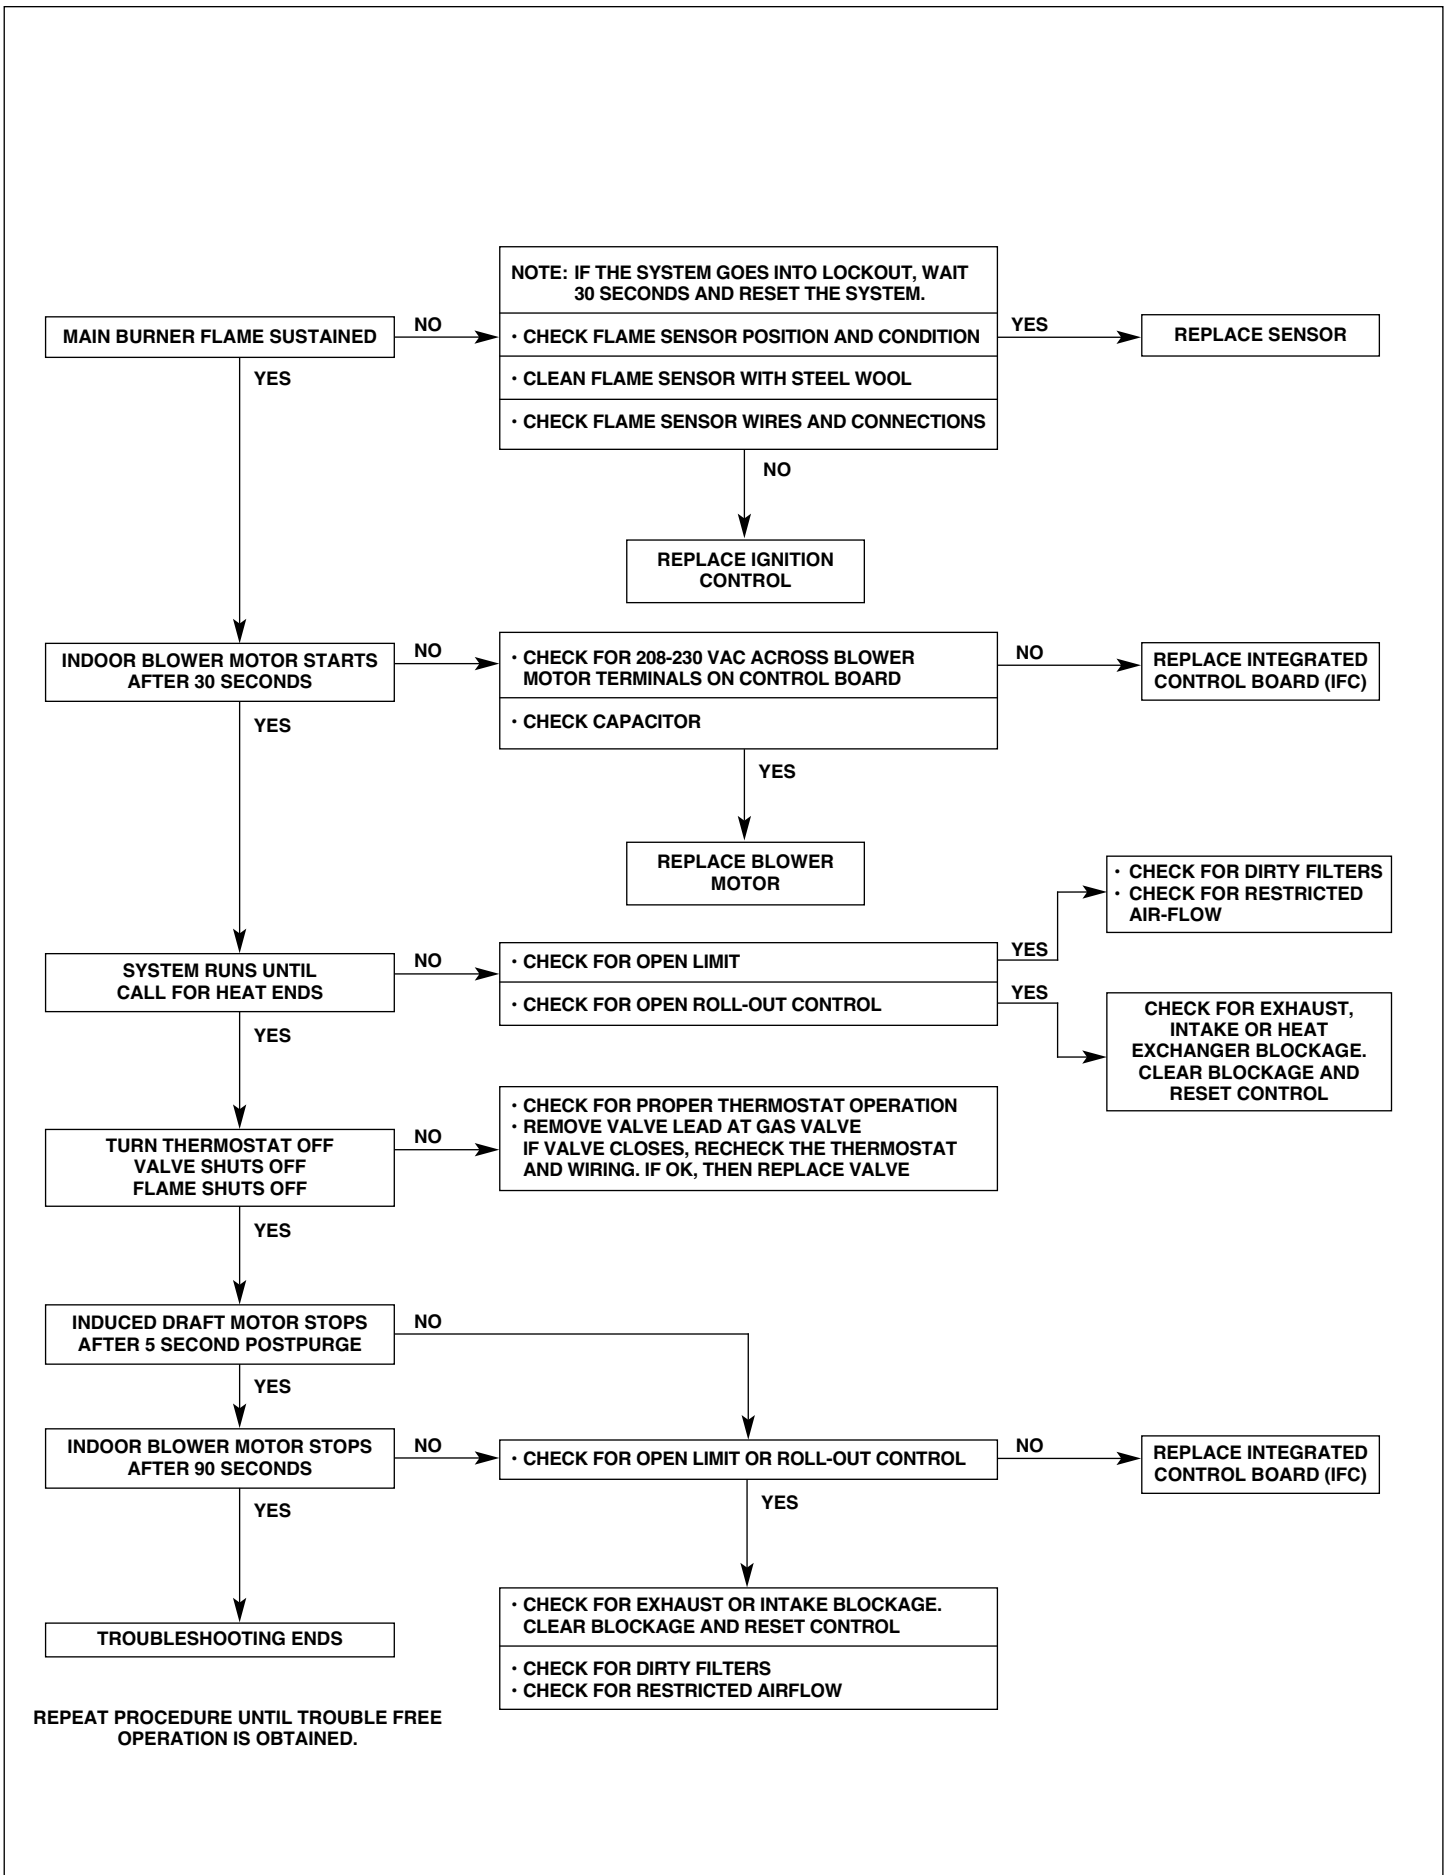 NOTE: IF THE SYSTEM GOES INTO LOCKOUT, WAIT
30 SECONDS AND RESET THE SYSTEM.
MAIN BURNER FLAME SUSTAINED
NO
· CHECK FLAME SENSOR POSITION AND CONDITION
YES
REPLACE SENSOR
YES
· CLEAN FLAME SENSOR WITH STEEL WOOL
· CHECK FLAME SENSOR WIRES AND CONNECTIONS
NO
REPLACE IGNITION
CONTROL
INDOOR BLOWER MOTOR STARTS
AFTER 30 SECONDS
NO
· CHECK FOR 208-230 VAC ACROSS BLOWER
MOTOR TERMINALS ON CONTROL BOARD
NO
REPLACE INTEGRATED
CONTROL BOARD (IFC)
YES
· CHECK CAPACITOR
YES
REPLACE BLOWER
MOTOR
· CHECK FOR DIRTY FILTERS
· CHECK FOR RESTRICTED
AIR-FLOW
SYSTEM RUNS UNTIL
CALL FOR HEAT ENDS
NO
· CHECK FOR OPEN LIMIT
YES
· CHECK FOR OPEN ROLL-OUT CONTROL
YES
CHECK FOR EXHAUST,
INTAKE OR HEAT
EXCHANGER BLOCKAGE.
CLEAR BLOCKAGE AND
RESET CONTROL
YES
TURN THERMOSTAT OFF
VALVE SHUTS OFF
FLAME SHUTS OFF
NO
· CHECK FOR PROPER THERMOSTAT OPERATION
· REMOVE VALVE LEAD AT GAS VALVE
IF VALVE CLOSES, RECHECK THE THERMOSTAT
AND WIRING. IF OK, THEN REPLACE VALVE
YES
INDUCED DRAFT MOTOR STOPS
AFTER 5 SECOND POSTPURGE
NO
YES
INDOOR BLOWER MOTOR STOPS
AFTER 90 SECONDS
NO
· CHECK FOR OPEN LIMIT OR ROLL-OUT CONTROL
NO
REPLACE INTEGRATED
CONTROL BOARD (IFC)
YES
YES
· CHECK FOR EXHAUST OR INTAKE BLOCKAGE.
CLEAR BLOCKAGE AND RESET CONTROL
· CHECK FOR DIRTY FILTERS
· CHECK FOR RESTRICTED AIRFLOW
TROUBLESHOOTING ENDS
REPEAT PROCEDURE UNTIL TROUBLE FREE
OPERATION IS OBTAINED.